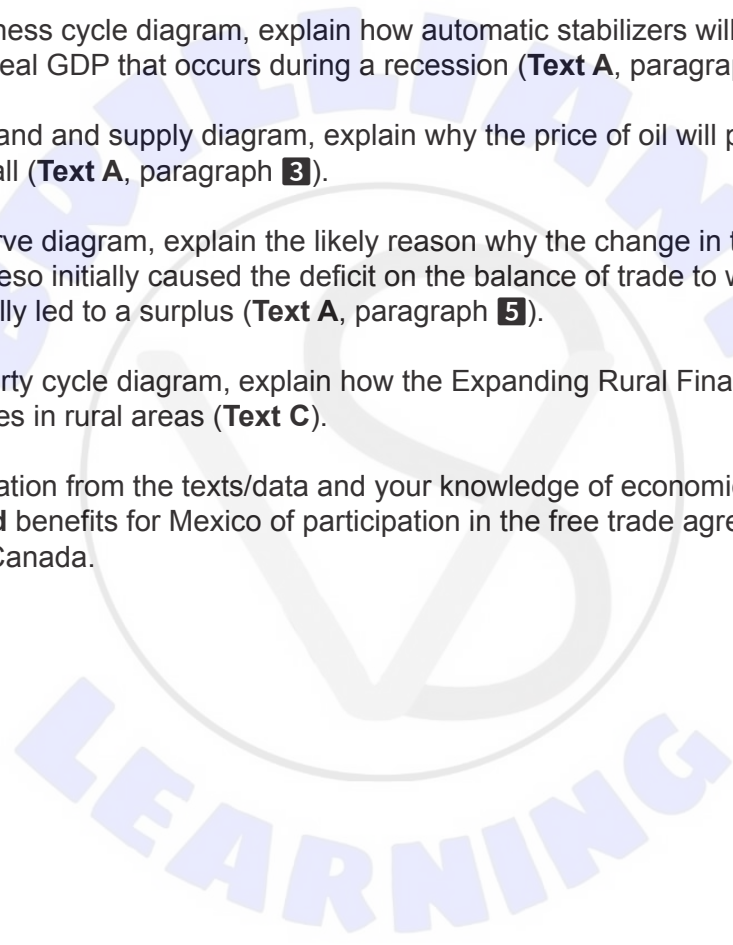 ness cycle diagram, explain how automatic stabilizers will
eal GDP that occurs during a recession (Text A, paragrap
and and supply diagram, explain why the price of oil will p
all (Text A, paragraph 3).
rve diagram, explain the likely reason why the change in t
eso initially caused the deficit on the balance of trade to w
lly led to a surplus (Text A, paragraph 5).
rty cycle diagram, explain how the Expanding Rural Fina
es in rural areas (Text C).
ation from the texts/data and your knowledge of economi
d benefits for Mexico of participation in the free trade agre
Canada.
BRILLIANT
VS
LEARNING